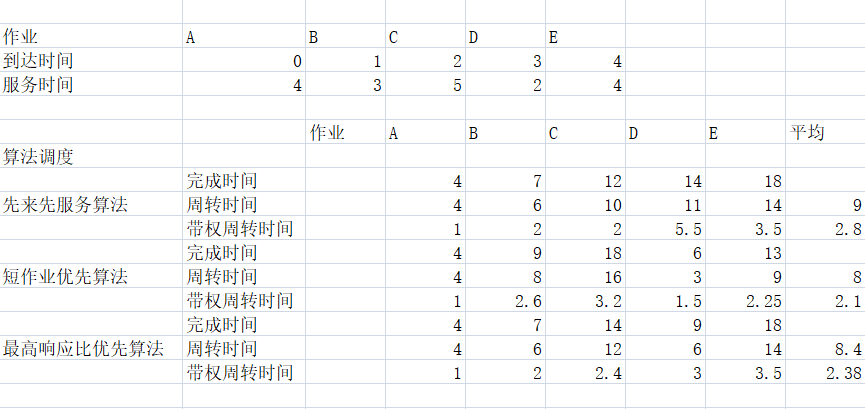 作业 A B C D E
到达时间 0 1 2 3 4
服务时间 4 3 5 2 4
作业 A B C D E 平均
算法调度
完成时间 4 7 12 14 18
先来先服务算法 周转时间 4 6 10 11 14 9
带权周转时间 1 2 2 5.5 3.5 2.8
完成时间 4 9 18 6 13
短作业优先算法 周转时间 4 8 16 3 9 8
带权周转时间 1 2.6 3.2 1.5 2.25 2.1
完成时间 4 7 14 9 18
最高响应比优先算法 周转时间 4 6 12 6 14 8.4
带权周转时间 1 2 2.4 3 3.5 2.38